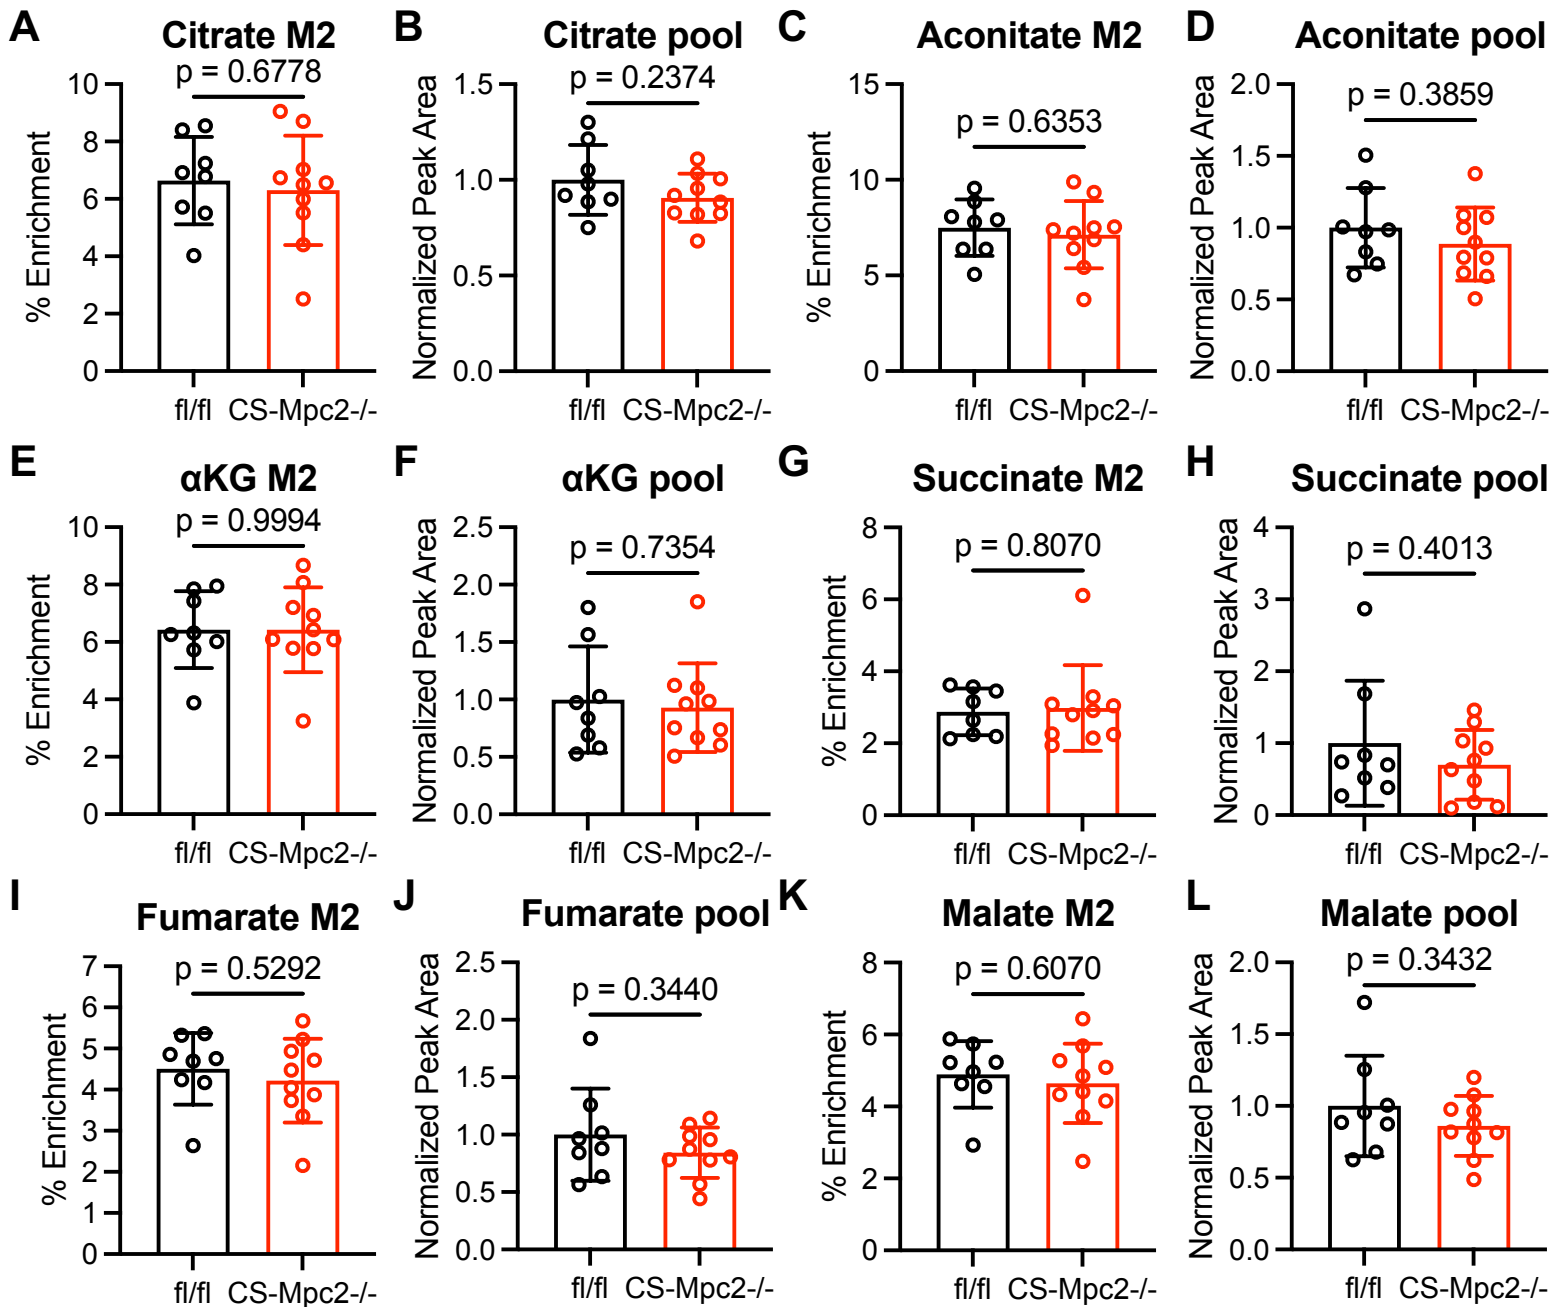 A Citrate M2
p = 0.6778
% Enrichment
10
8
6
4
2
0
fl/fl CS-Mpc2-/-
B Citrate pool
p = 0.2374
Normalized Peak Area
1.5
1.0
0.5
0.0
fl/fl CS-Mpc2-/-
C Aconitate M2
p = 0.6353
% Enrichment
15
10
5
0
fl/fl CS-Mpc2-/-
D Aconitate pool
p = 0.3859
Normalized Peak Area
2.0
1.5
1.0
0.5
0.0
fl/fl CS-Mpc2-/-
E αKG M2
p = 0.9994
% Enrichment
10
8
6
4
2
0
fl/fl CS-Mpc2-/-
F αKG pool
p = 0.7354
Normalized Peak Area
2.5
2.0
1.5
1.0
0.5
0.0
fl/fl CS-Mpc2-/-
G Succinate M2
p = 0.8070
% Enrichment
8
6
4
2
0
fl/fl CS-Mpc2-/-
H Succinate pool
p = 0.4013
Normalized Peak Area
4
3
2
1
0
fl/fl CS-Mpc2-/-
I Fumarate M2
p = 0.5292
% Enrichment
7
6
5
4
3
2
1
0
fl/fl CS-Mpc2-/-
J Fumarate pool
p = 0.3440
Normalized Peak Area
2.5
2.0
1.5
1.0
0.5
0.0
fl/fl CS-Mpc2-/-
K Malate M2
p = 0.6070
% Enrichment
8
6
4
2
0
fl/fl CS-Mpc2-/-
L Malate pool
p = 0.3432
Normalized Peak Area
2.0
1.5
1.0
0.5
0.0
fl/fl CS-Mpc2-/-